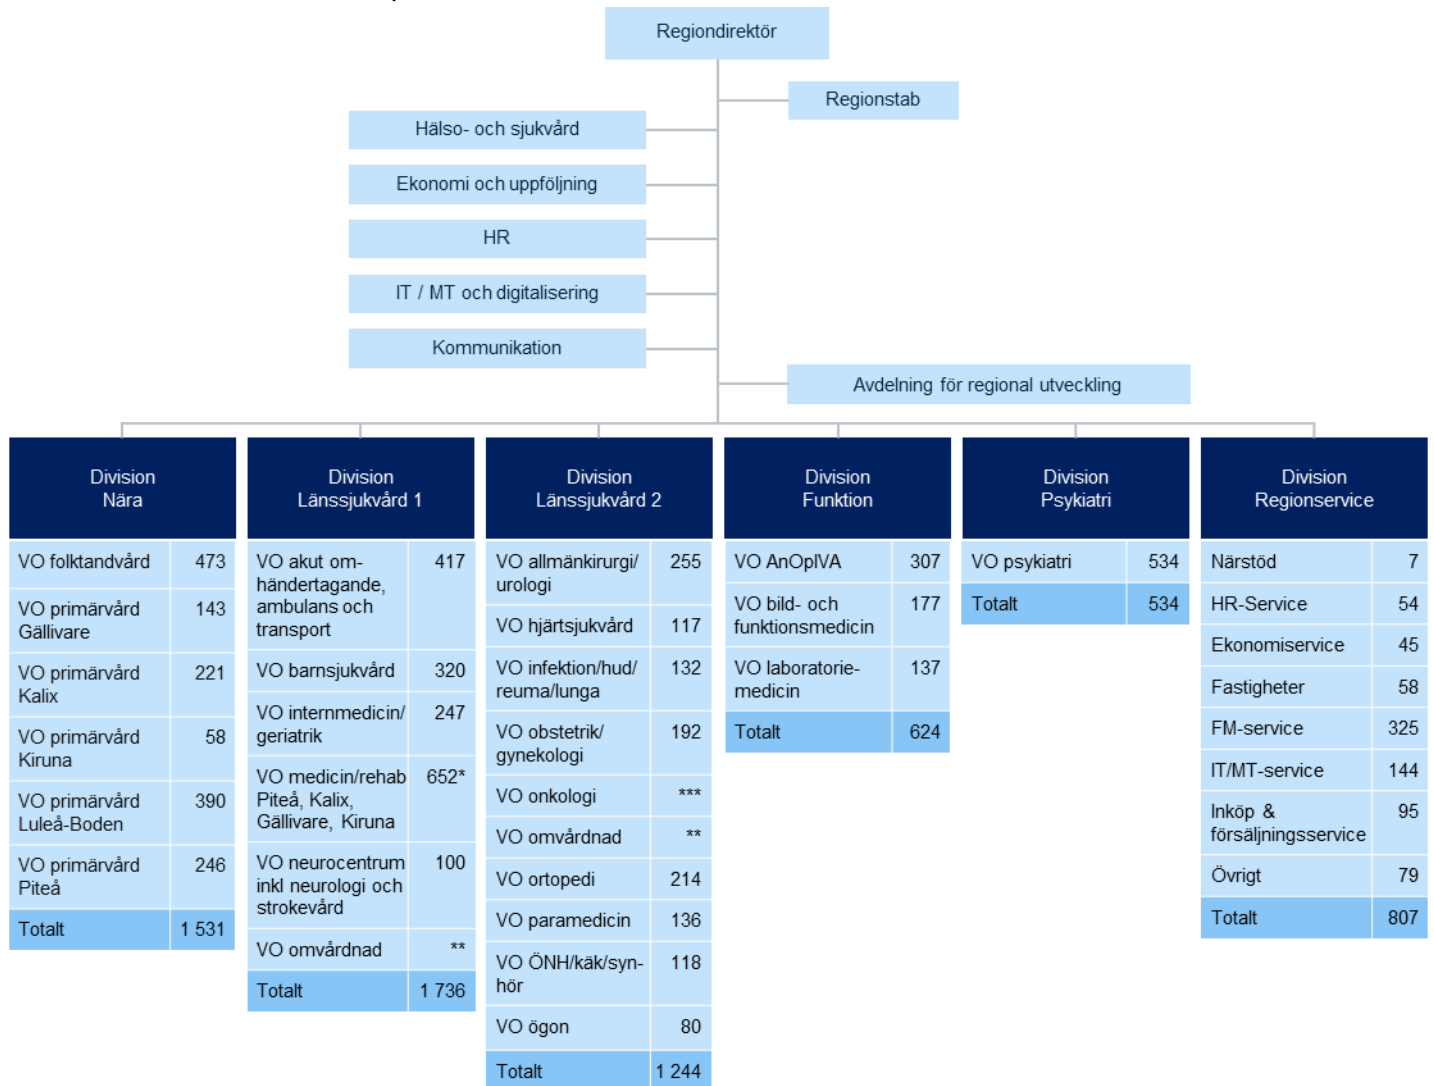 Regiondirektör
Regionstab
Hälso- och sjukvård
Ekonomi och uppföljning
HR
IT / MT och digitalisering
Kommunikation
Avdelning för regional utveckling
Division
Nära
VO folktandvård 473
VO primärvård
Gällivare 143
VO primärvård
Kalix 221
VO primärvård
Kiruna 58
VO primärvård
Luleå-Boden 390
VO primärvård
Piteå 246
Totalt 1 531
Division
Länssjukvård 1
VO akut om-
händertagande,
ambulans och
transport 417
VO barnsjukvård 320
VO internmedicin/
geriatrik 247
VO medicin/rehab
Piteå, Kalix,
Gällivare, Kiruna 652*
VO neurocentrum
inkl neurologi och
strokevård 100
VO omvårdnad **
Totalt 1 736
Division
Länssjukvård 2
VO allmänkirurgi/
urologi 255
VO hjärtsjukvård 117
VO infektion/hud/
reuma/lunga 132
VO obstetrik/
gynekologi 192
VO onkologi ***
VO omvårdnad **
VO ortopedi 214
VO paramedicin 136
VO ÖNH/käk/syn-
hör 118
VO ögon 80
Totalt 1 244
Division
Funktion
VO AnOpIVA 307
VO bild- och
funktionsmedicin 177
VO laboratorie-
medicin 137
Totalt 624
Division
Psykiatri
VO psykiatri 534
Totalt 534
Division
Regionservice
Närstöd 7
HR-Service 54
Ekonomiservice 45
Fastigheter 58
FM-service 325
IT/MT-service 144
Inköp &
försäljningsservice 95
Övrigt 79
Totalt 807